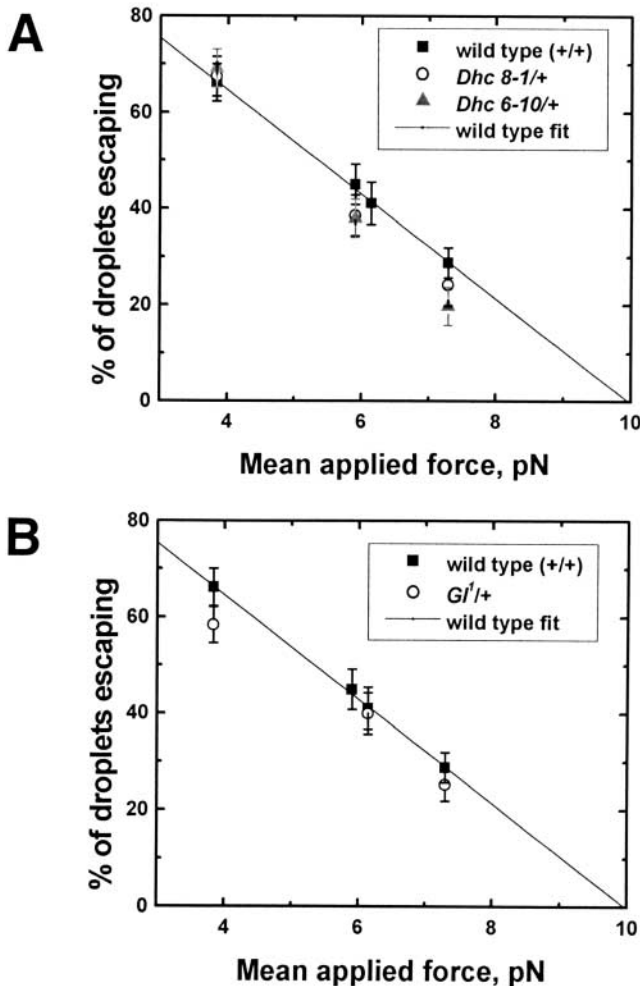 A
80
wild type (+/+)
Dhc 8-1/+
Dhc 6-10/+
wild type fit
60
40
20
0
% of droplets escaping
4 6 8 10
Mean applied force, pN
B
80
wild type (+/+)
Gl¹/+
wild type fit
60
40
20
0
% of droplets escaping
4 6 8 10
Mean applied force, pN